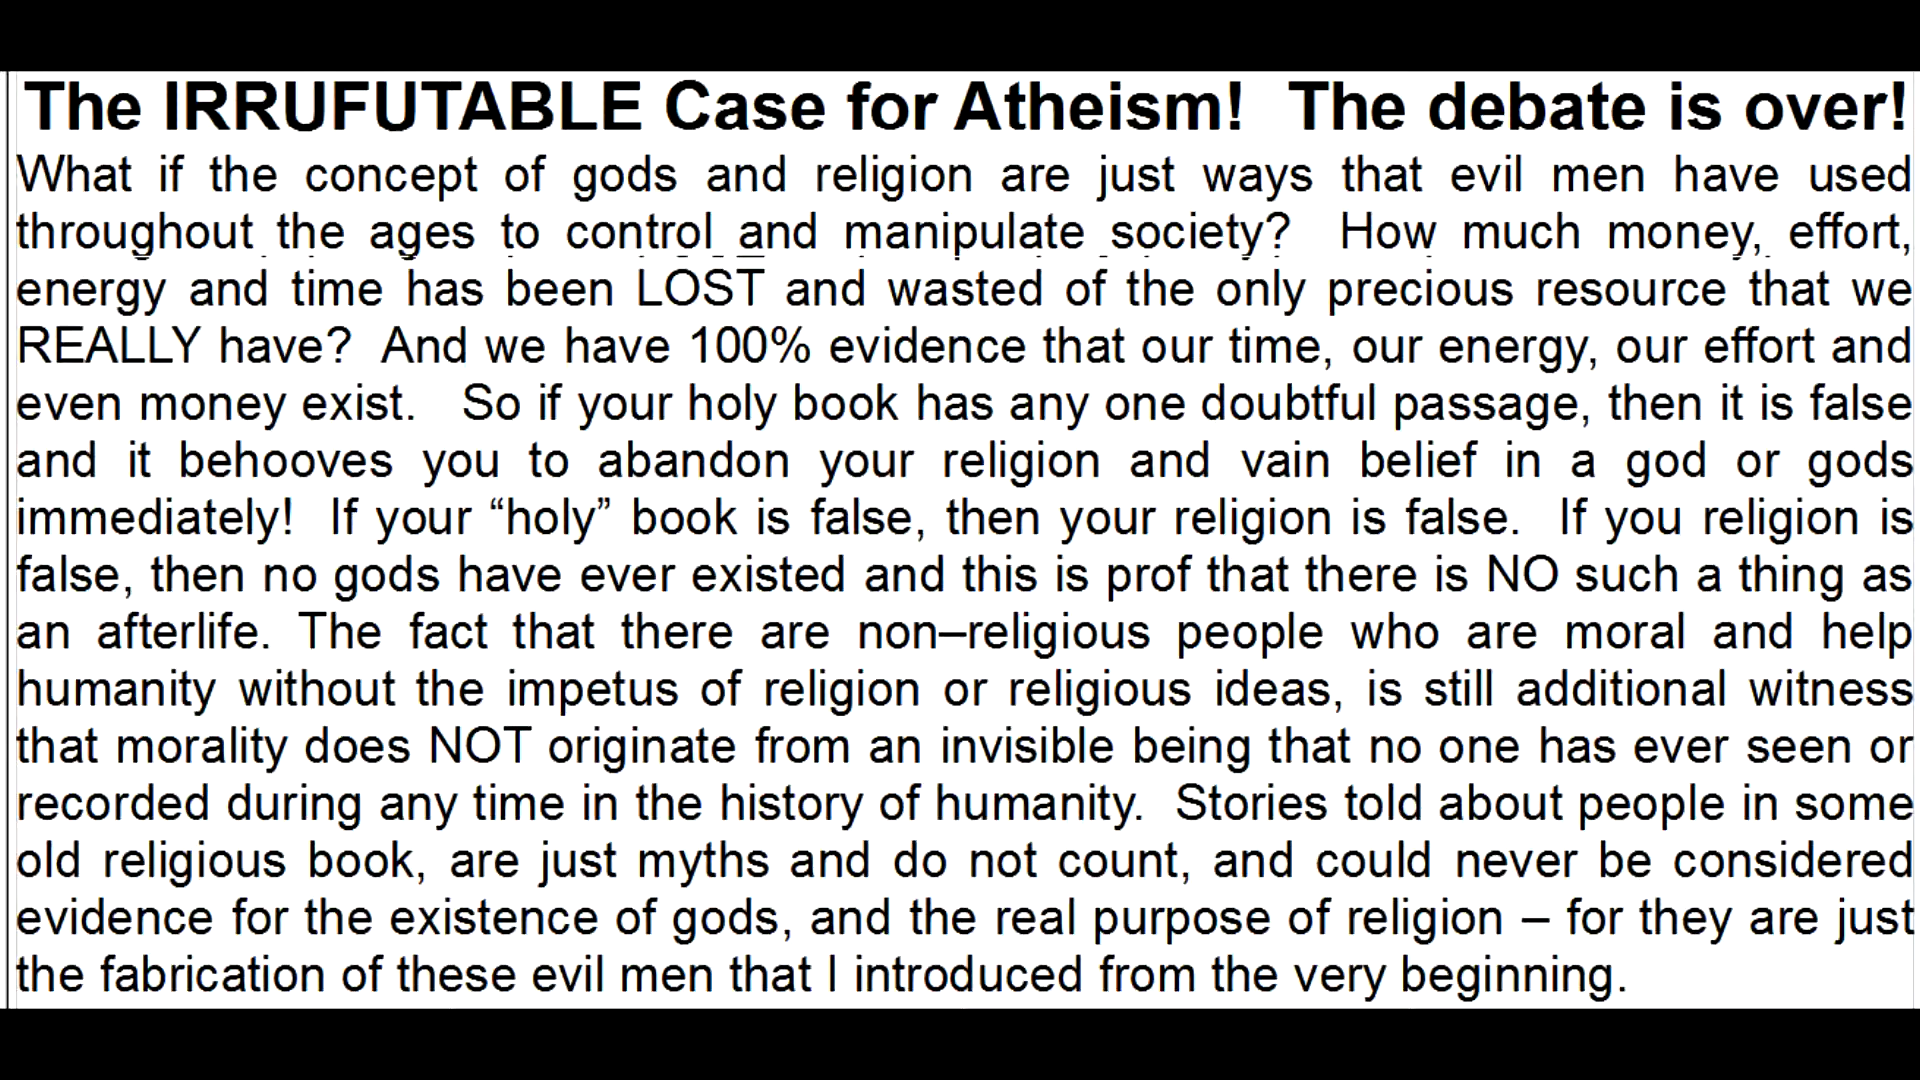 The IRRUFUTABLE Case for Atheism!  The debate is over!
What if the concept of gods and religion are just ways that evil men have used
throughout the ages to control and manipulate society?  How much money, effort,
energy and time has been LOST and wasted of the only precious resource that we
REALLY have?  And we have 100% evidence that our time, our energy, our effort and
even money exist.   So if your holy book has any one doubtful passage, then it is false
and it behooves you to abandon your religion and vain belief in a god or gods
immediately!  If your “holy” book is false, then your religion is false.  If you religion is
false, then no gods have ever existed and this is prof that there is NO such a thing as
an afterlife. The fact that there are non–religious people who are moral and help
humanity without the impetus of religion or religious ideas, is still additional witness
that morality does NOT originate from an invisible being that no one has ever seen or
recorded during any time in the history of humanity.  Stories told about people in some
old religious book, are just myths and do not count, and could never be considered
evidence for the existence of gods, and the real purpose of religion – for they are just
the fabrication of these evil men that I introduced from the very beginning.